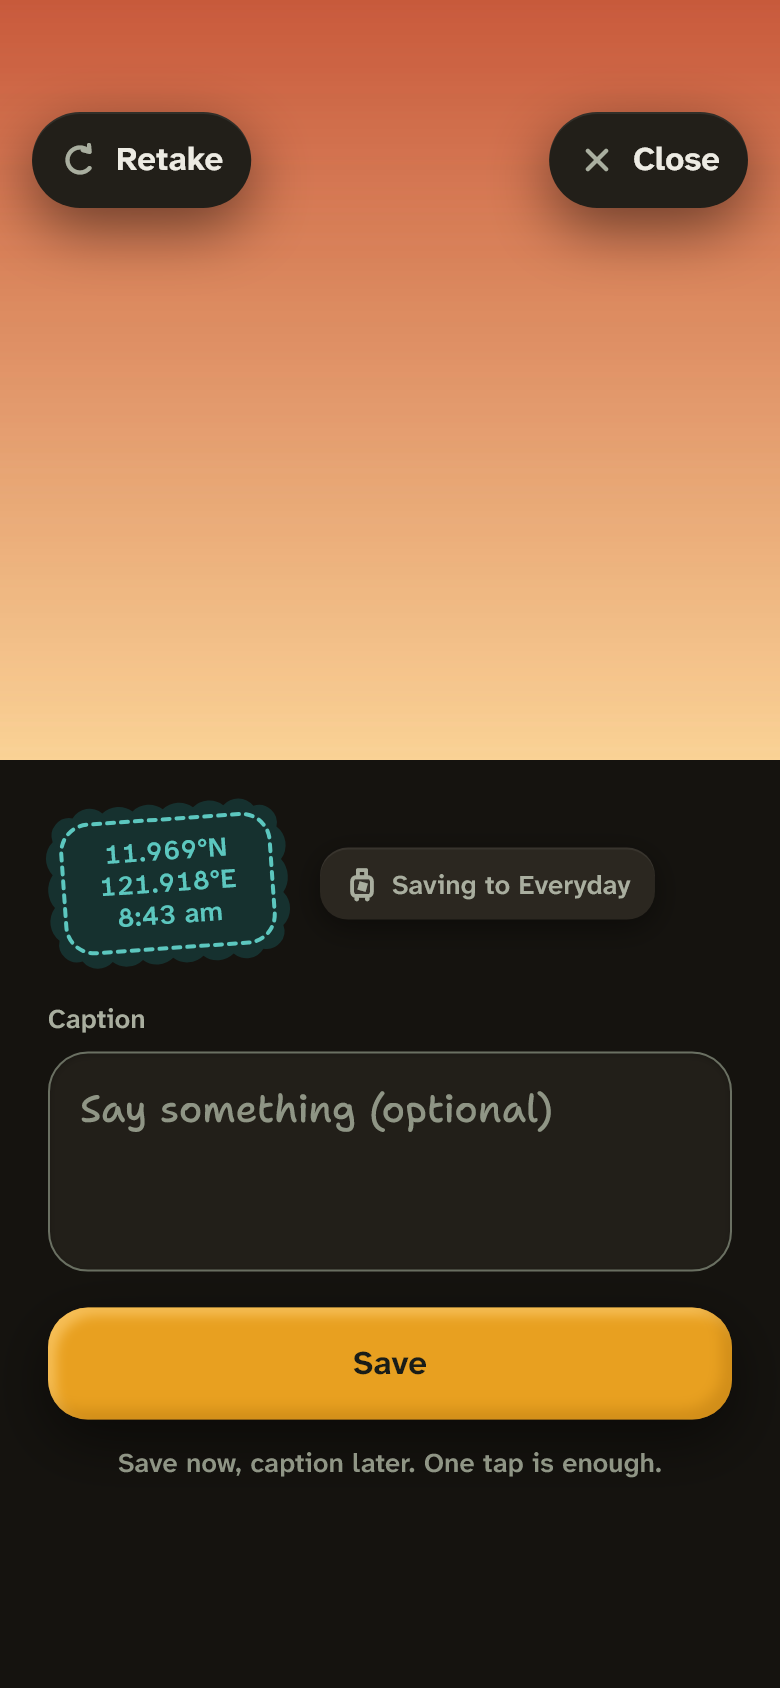 Retake
Close
11.969°N
121.918°E
8:43 am
Saving to Everyday
Caption
Say something (optional)
Save
Save now, caption later. One tap is enough.